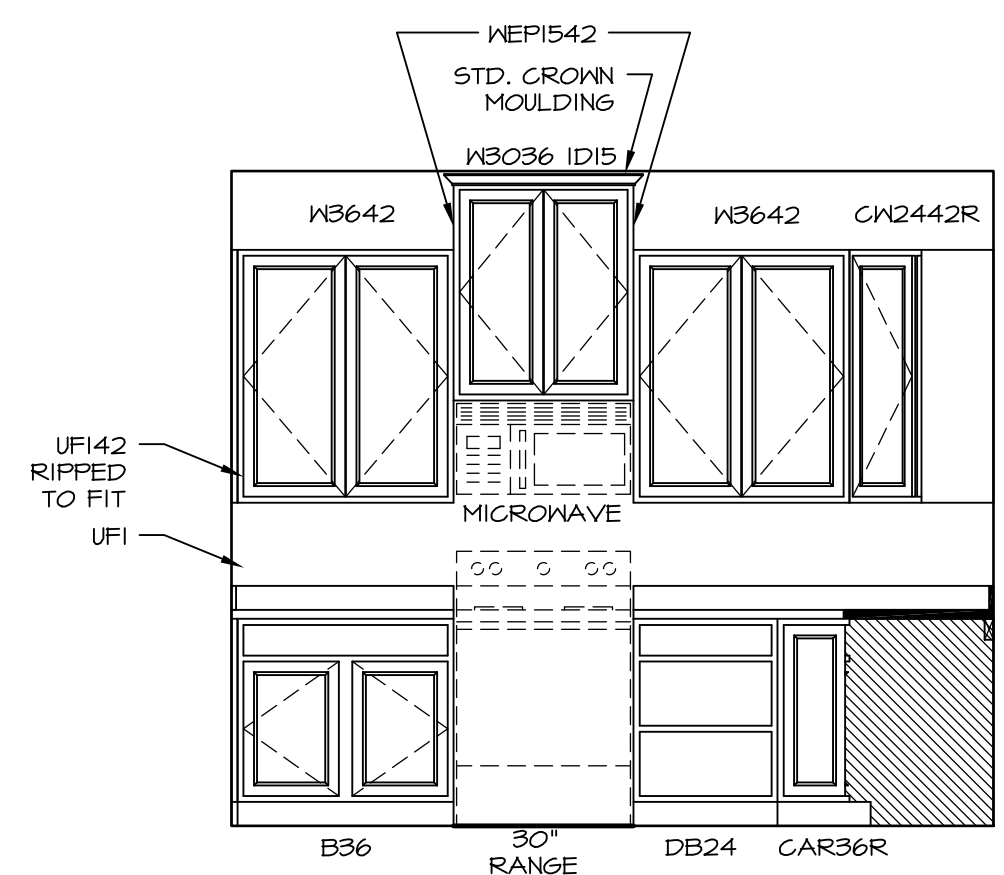 WEP1542
STD. CROWN
MOULDING
W3036 1D15
W3642
W3642
CW2442R
UF142
RIPPED
TO FIT
MICROWAVE
UF1
B36
30"
RANGE
DB24
CAR36R